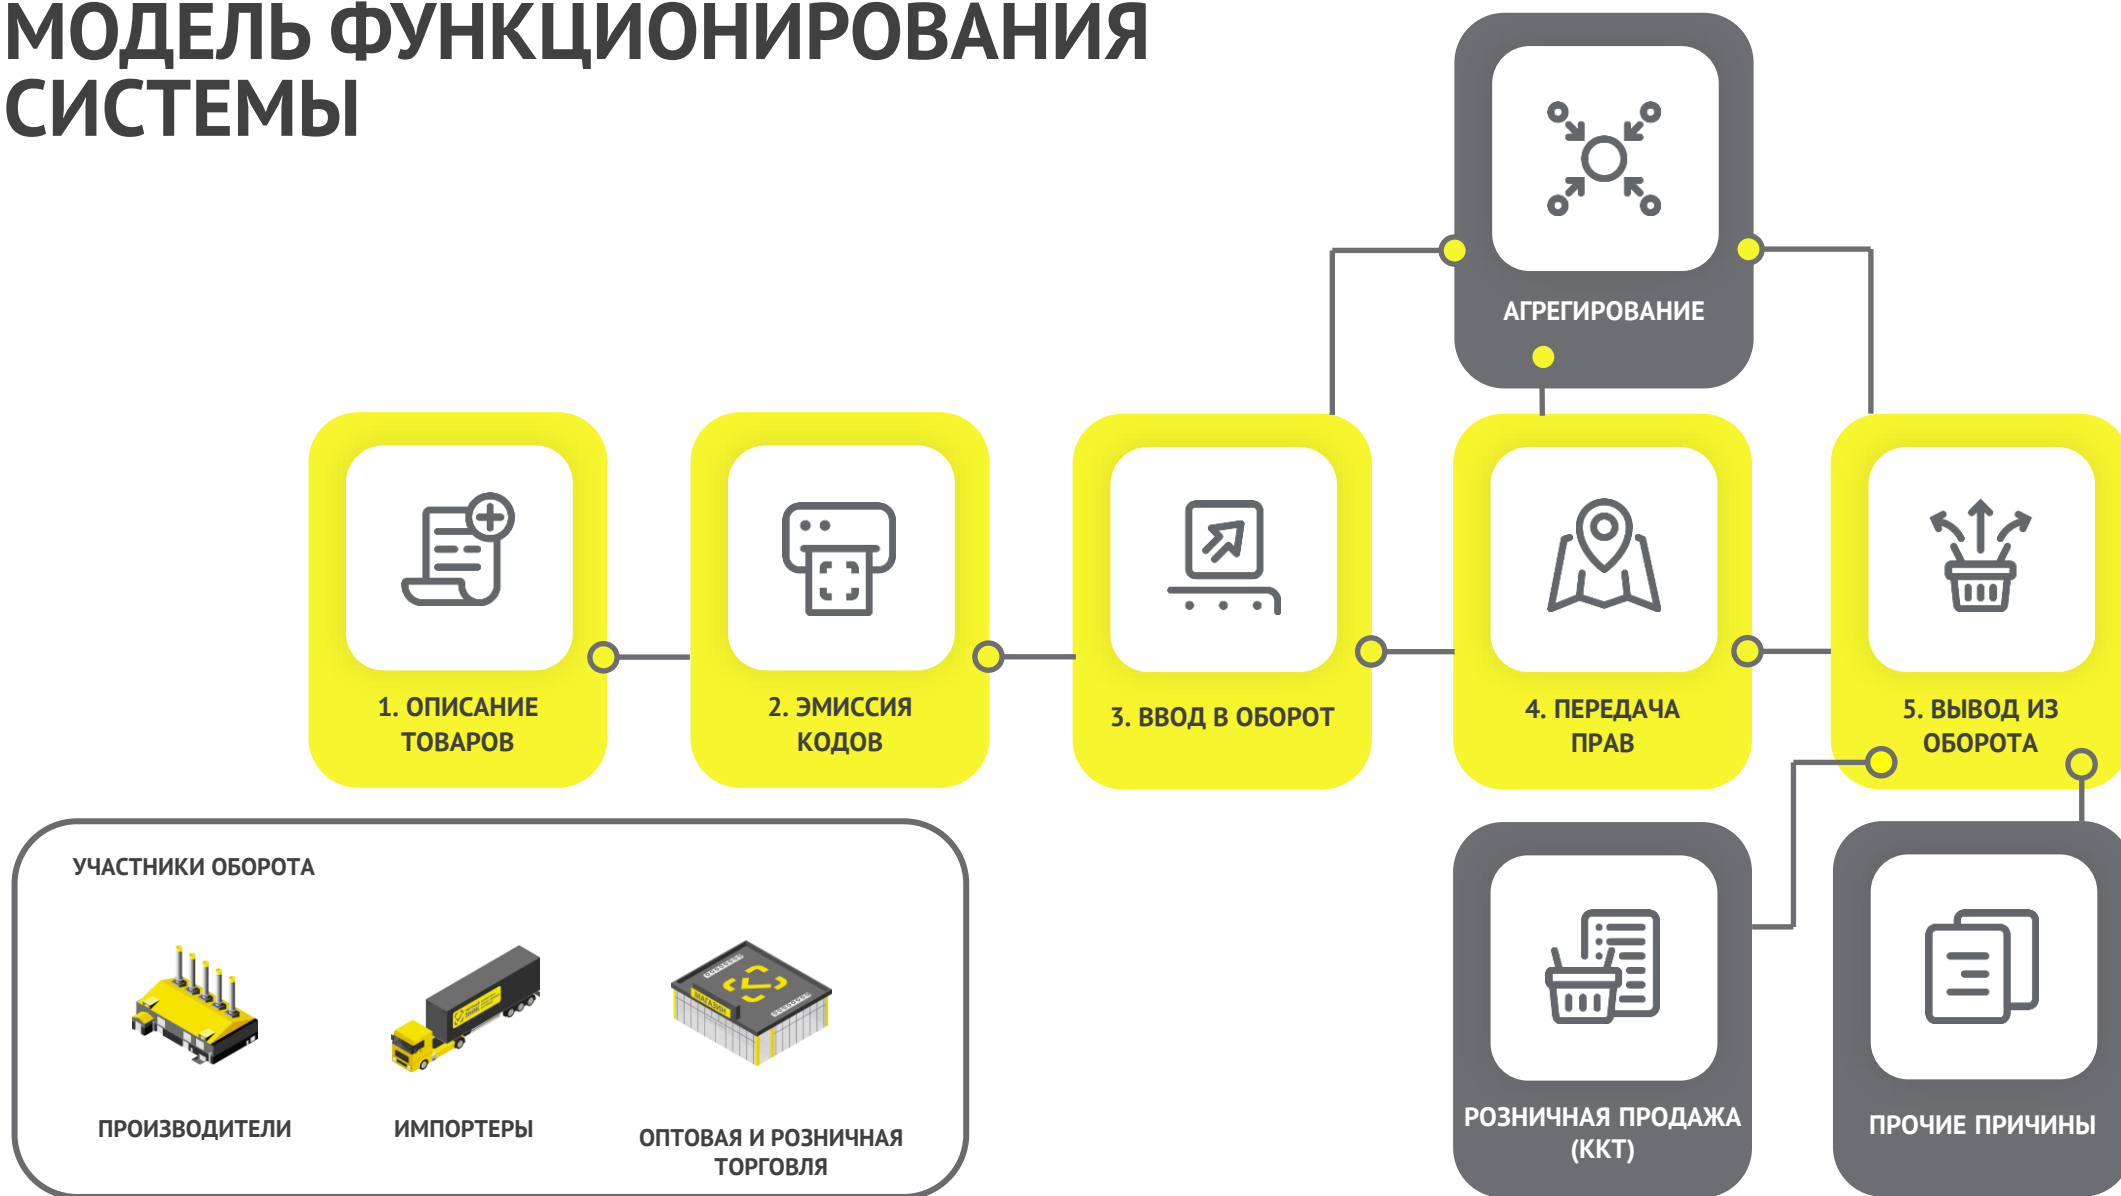 МОДЕЛЬ ФУНКЦИОНИРОВАНИЯ
СИСТЕМЫ
АГРЕГИРОВАНИЕ
1. ОПИСАНИЕ
ТОВАРОВ
2. ЭМИССИЯ
КОДОВ
3. ВВОД В ОБОРОТ
4. ПЕРЕДАЧА
ПРАВ
5. ВЫВОД ИЗ
ОБОРОТА
УЧАСТНИКИ ОБОРОТА
МАГАЗИН
ПРОИЗВОДИТЕЛИ
ИМПОРТЕРЫ
ОПТОВАЯ И РОЗНИЧНАЯ
ТОРГОВЛЯ
РОЗНИЧНАЯ ПРОДАЖА
(ККТ)
ПРОЧИЕ ПРИЧИНЫ